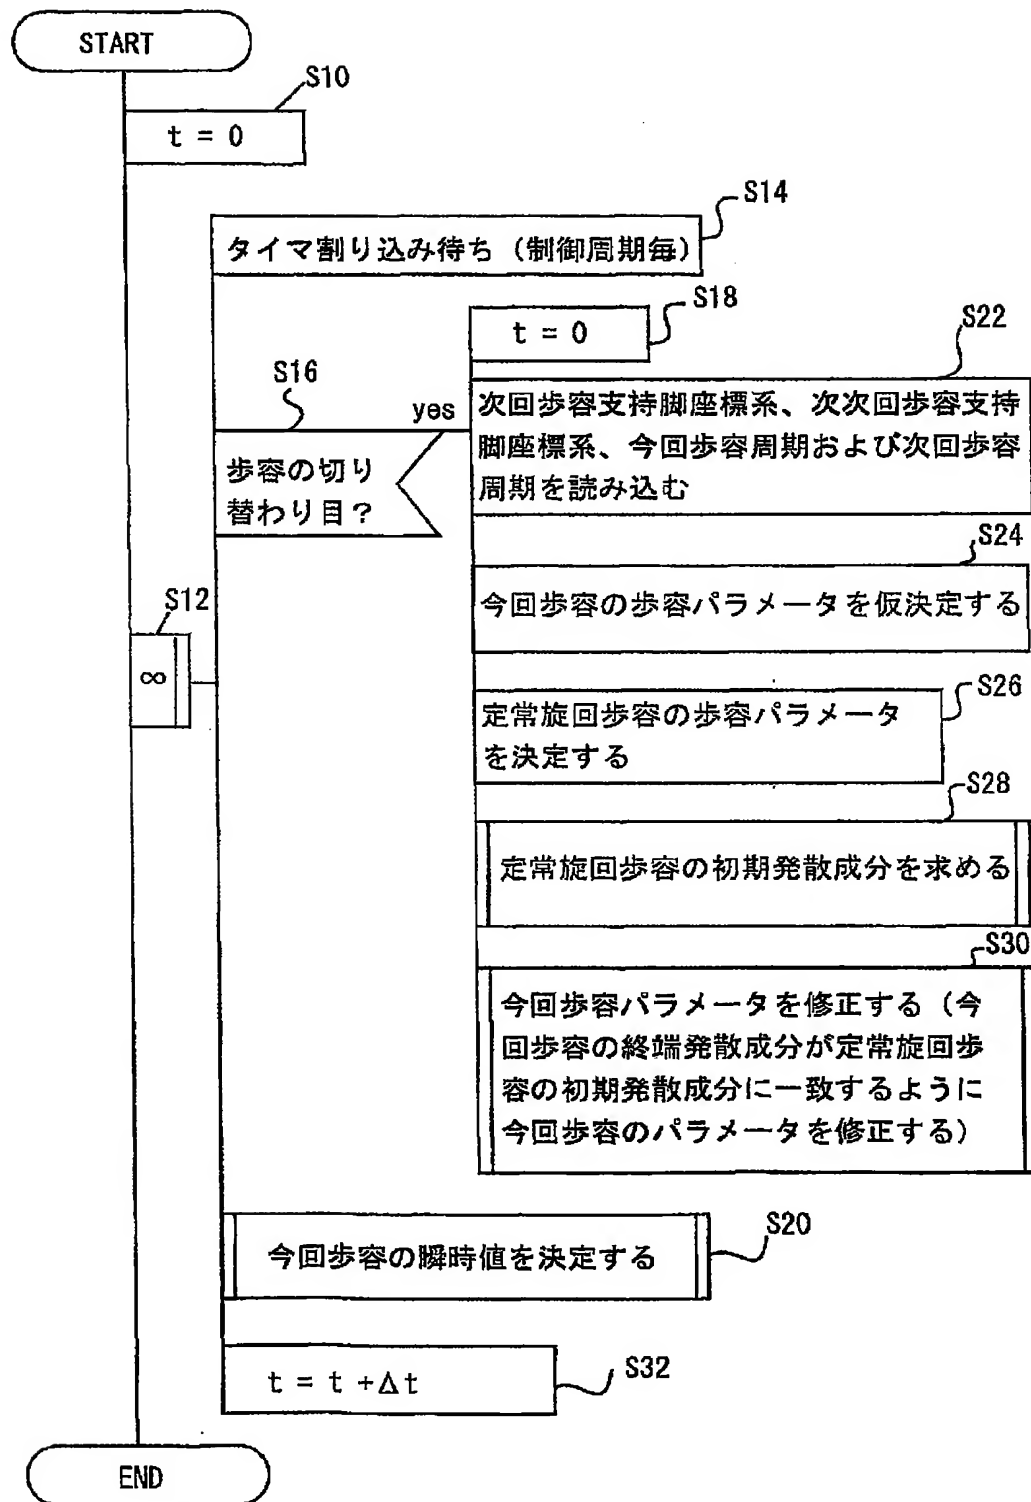 START
S10
t = 0
S14
タイマ割り込み待ち（制御周期毎）
S18
t = 0
S16
yes
歩容の切り
替わり目？
S22
次回歩容支持脚座標系、次次回歩容支持
脚座標系、今回歩容周期および次回歩容
周期を読み込む
S24
今回歩容の歩容パラメータを仮決定する
S12
∞
S26
定常旋回歩容の歩容パラメータ
を決定する
S28
定常旋回歩容の初期発散成分を求める
S30
今回歩容パラメータを修正する（今
回歩容の終端発散成分が定常旋回歩
容の初期発散成分に一致するように
今回歩容のパラメータを修正する）
S20
今回歩容の瞬時値を決定する
S32
t = t +Δt
END